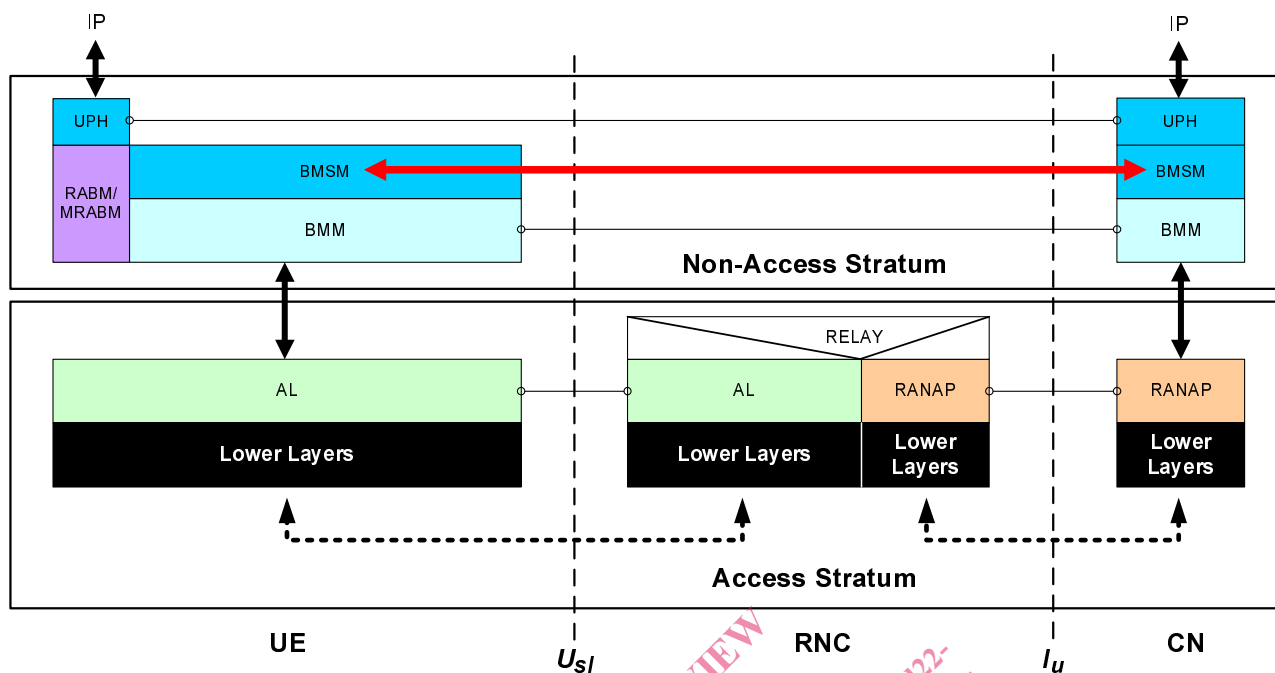 IP
IP
UPH
UPH
BMSM
BMSM
RABM/
MRABM
BMM
BMM
Non-Access Stratum
RELAY
AL
AL
RANAP
RANAP
Lower Layers
Lower Layers
Lower
Layers
Lower
Layers
Access Stratum
UE
RNC
CN
Usl
Iu